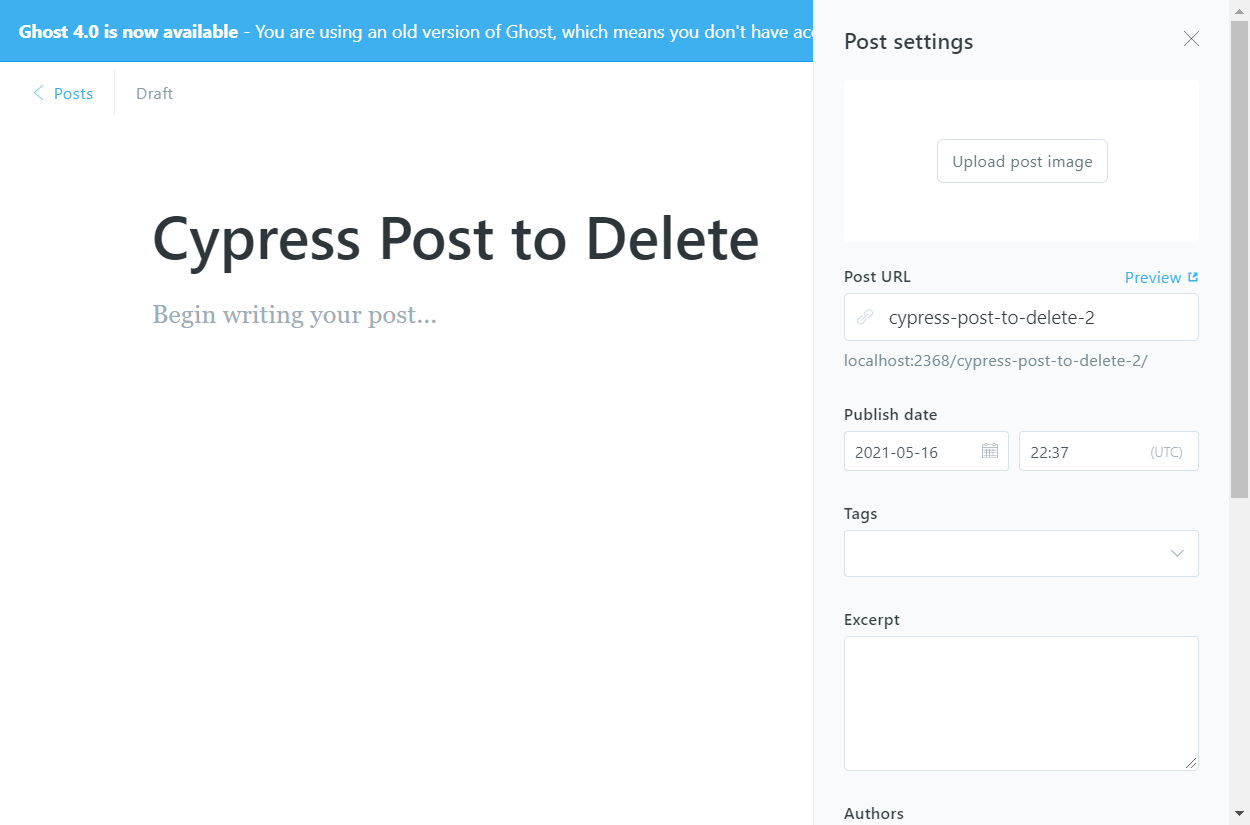 Ghost 4.0 is now available - You are using an old version of Ghost, which means you don't have
Posts
Draft
Cypress Post to Delete
Begin writing your post...
Post settings
Upload post image
Post URL
Preview
cypress-post-to-delete-2
localhost:2368/cypress-post-to-delete-2/
Publish date
2021-05-16
22:37
(UTC)
Tags
Excerpt
Authors